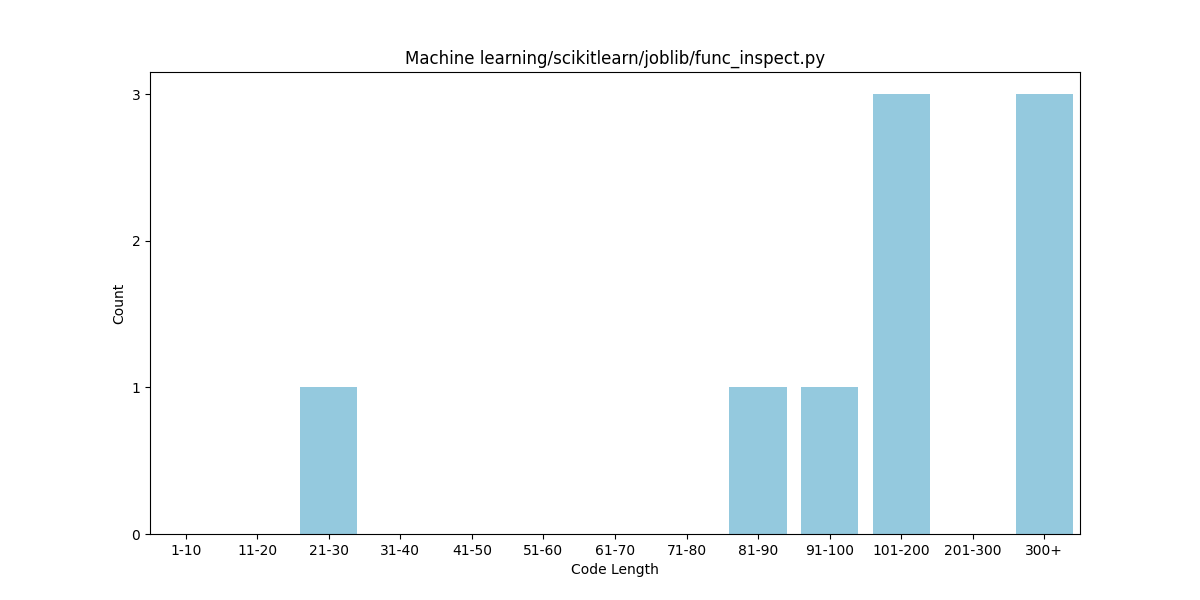 Machine learning/scikitlearn/joblib/func_inspect.py
3
2
1
0
Count
1-10 11-20 21-30 31-40 41-50 51-60 61-70 71-80 81-90 91-100 101-200 201-300 300+
Code Length